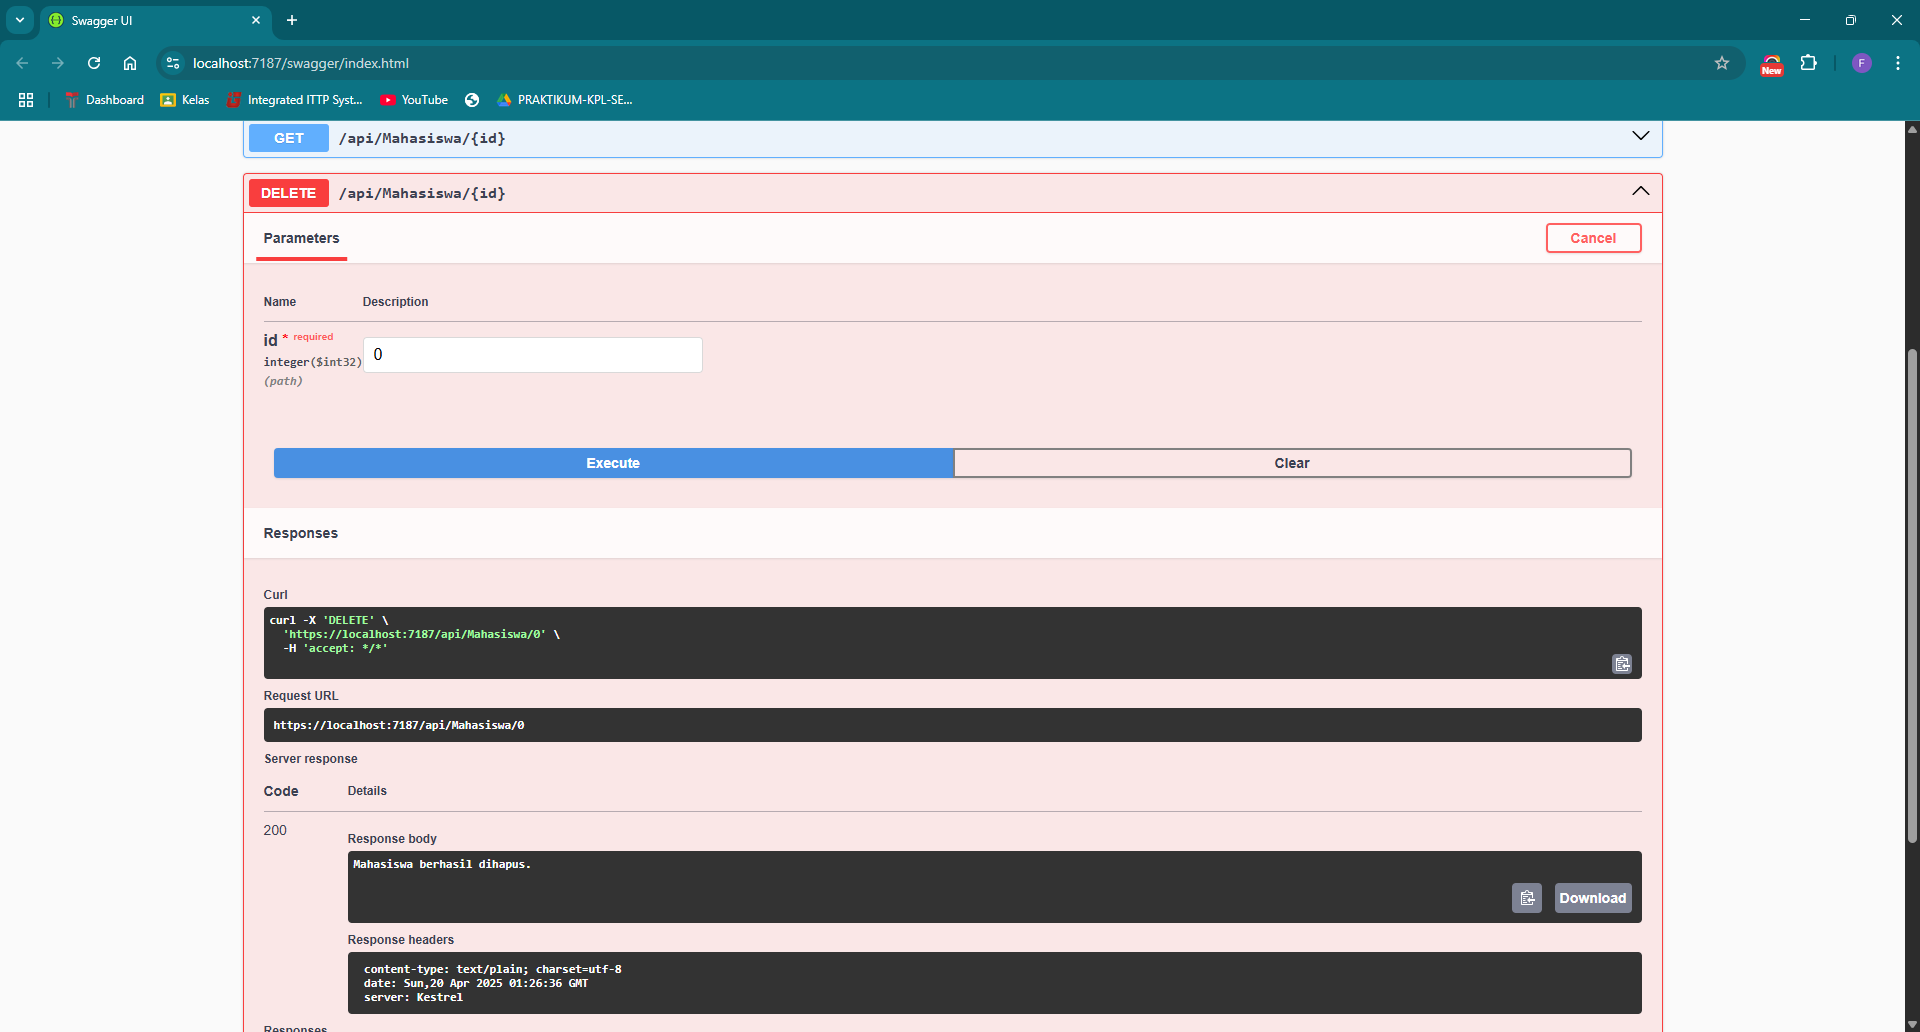 Swagger UI
localhost:7187/swagger/index.html
New
F
Dashboard
Kelas
Integrated ITTP Syst...
YouTube
PRAKTIKUM-KPL-SE...
GET /api/Mahasiswa/{id}
DELETE /api/Mahasiswa/{id}
Parameters
Cancel
Name Description
id * required
integer($int32)
(path)
0
Execute
Clear
Responses
Curl
curl -X 'DELETE' \
'https://localhost:7187/api/Mahasiswa/0' \
-H 'accept: */*'
Request URL
https://localhost:7187/api/Mahasiswa/0
Server response
Code Details
200
Response body
Mahasiswa berhasil dihapus.
Download
Response headers
content-type: text/plain; charset=utf-8
date: Sun,20 Apr 2025 01:26:36 GMT
server: Kestrel
Responses